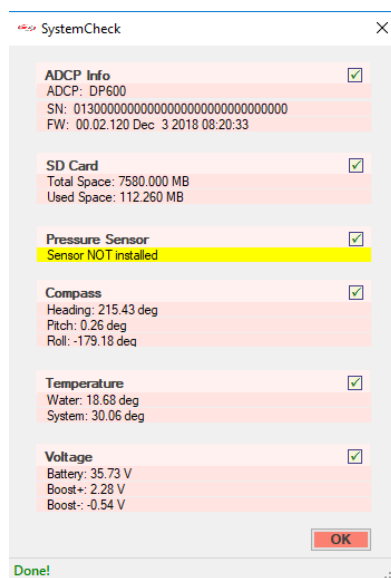 SystemCheck
ADCP Info
ADCP: DP600
SN: 01300000000000000000000000000000
FW: 00.02.120 Dec 3 2018 08:20:33
SD Card
Total Space: 7580.000 MB
Used Space: 112.260 MB
Pressure Sensor
Sensor NOT installed
Compass
Heading: 215.43 deg
Pitch: 0.26 deg
Roll: -179.18 deg
Temperature
Water: 18.68 deg
System: 30.06 deg
Voltage
Battery: 35.73 V
Boost+: 2.28 V
Boost-: -0.54 V
OK
Done!